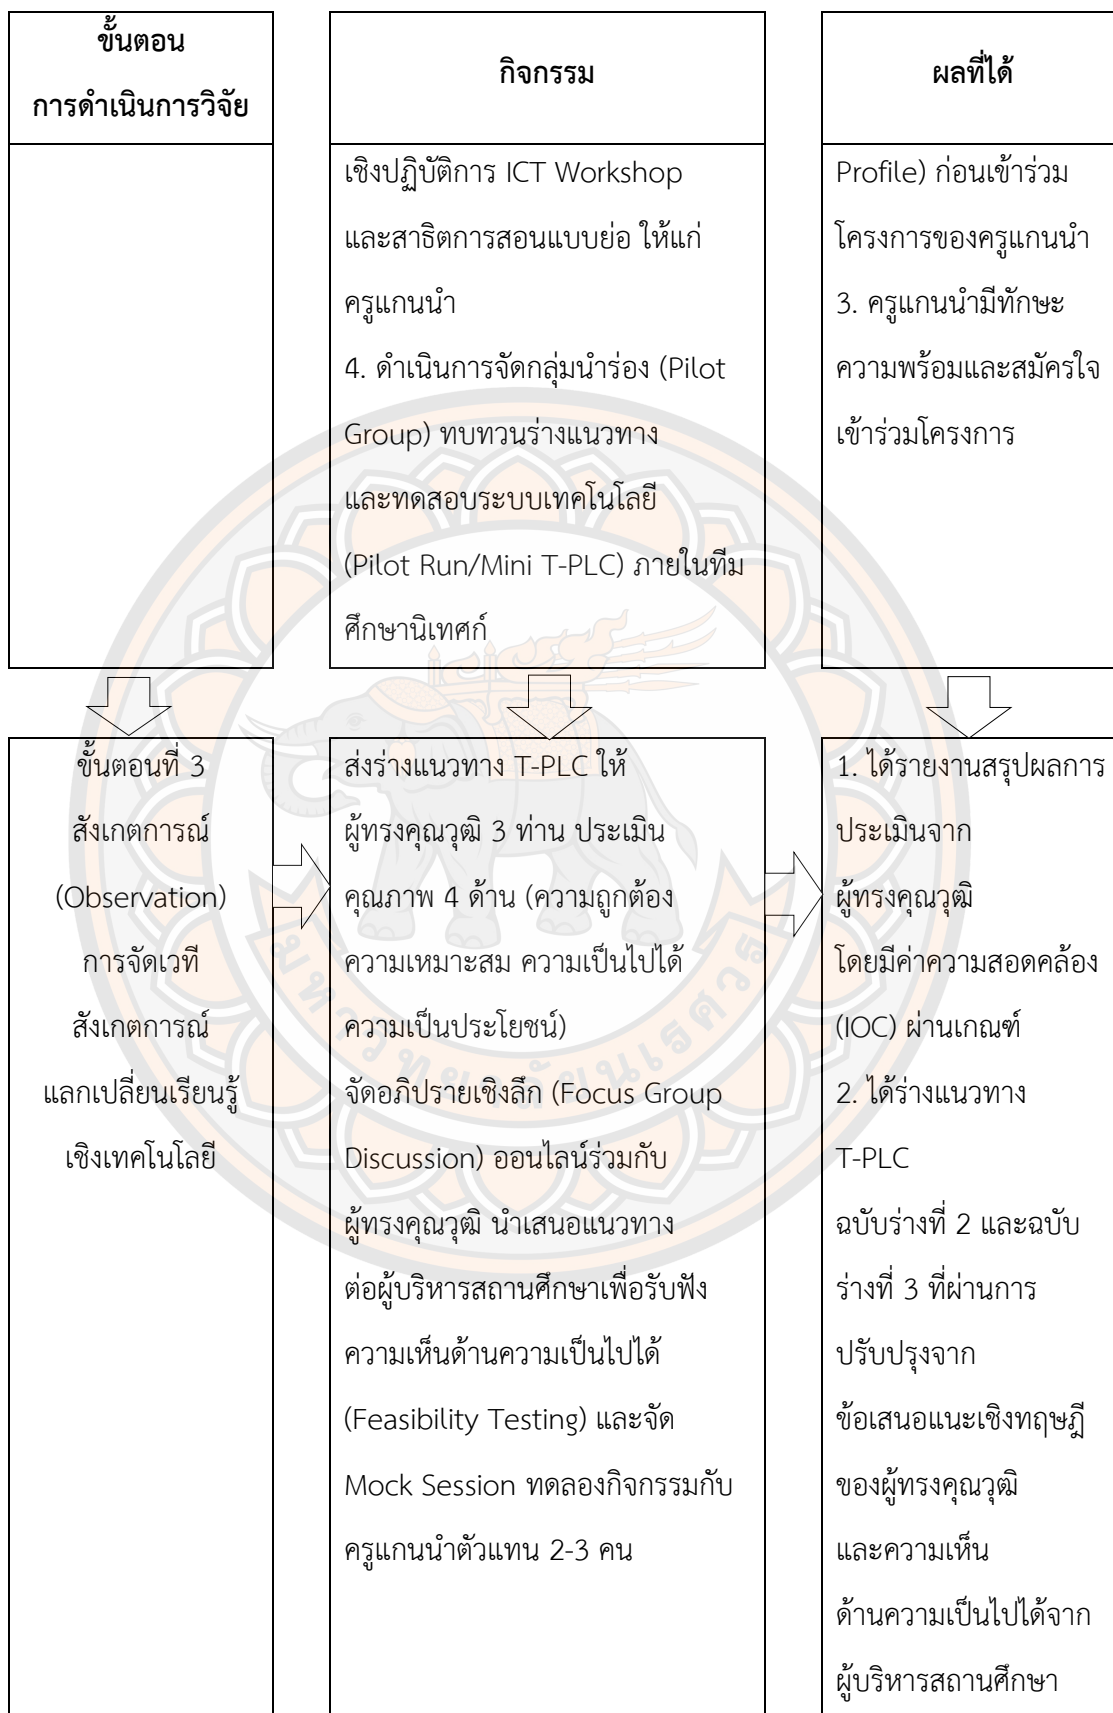 ขั้นตอน
การดำเนินการวิจัย
กิจกรรม
ผลที่ได้
เชิงปฏิบัติการ ICT Workshop
และสาธิตการสอนแบบย่อ ให้แก่
ครูแกนนำ
4. ดำเนินการจัดกลุ่มนำร่อง (Pilot
Group) ทบทวนร่างแนวทาง
และทดสอบระบบเทคโนโลยี
(Pilot Run/Mini T-PLC) ภายในทีม
ศึกษานิเทศก์
Profile) ก่อนเข้าร่วม
โครงการของครูแกนนำ
3. ครูแกนนำมีทักษะ
ความพร้อมและสมัครใจ
เข้าร่วมโครงการ
ขั้นตอนที่ 3
สังเกตการณ์
(Observation)
การจัดเวที
สังเกตการณ์
แลกเปลี่ยนเรียนรู้
เชิงเทคโนโลยี
ส่งร่างแนวทาง T-PLC ให้
ผู้ทรงคุณวุฒิ 3 ท่าน ประเมิน
คุณภาพ 4 ด้าน (ความถูกต้อง
ความเหมาะสม ความเป็นไปได้
ความเป็นประโยชน์)
จัดอภิปรายเชิงลึก (Focus Group
Discussion) ออนไลน์ร่วมกับ
ผู้ทรงคุณวุฒิ นำเสนอแนวทาง
ต่อผู้บริหารสถานศึกษาเพื่อรับฟัง
ความเห็นด้านความเป็นไปได้
(Feasibility Testing) และจัด
Mock Session ทดลองกิจกรรมกับ
ครูแกนนำตัวแทน 2-3 คน
1. ได้รายงานสรุปผลการ
ประเมินจาก
ผู้ทรงคุณวุฒิ
โดยมีค่าความสอดคล้อง
(IOC) ผ่านเกณฑ์
2. ได้ร่างแนวทาง
T-PLC
ฉบับร่างที่ 2 และฉบับ
ร่างที่ 3 ที่ผ่านการ
ปรับปรุงจาก
ข้อเสนอแนะเชิงทฤษฎี
ของผู้ทรงคุณวุฒิ
และความเห็น
ด้านความเป็นไปได้จาก
ผู้บริหารสถานศึกษา
มหาวิทยาลัยนเรศวร